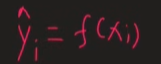 ŷᵢ = f(xᵢ)